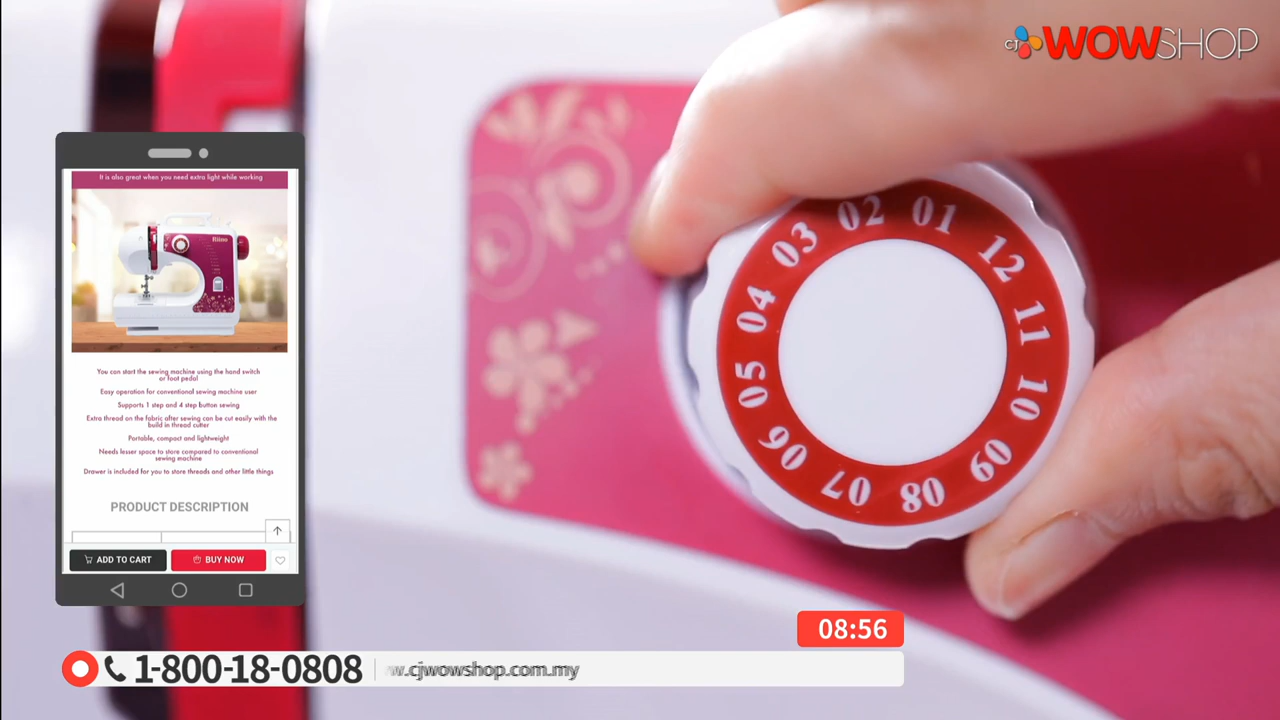 CJ WOWSHOP
It is also great when you need extra light while working
Riino
You can start the sewing machine using the hand switch
or foot pedal
Easy operation for conventional sewing machine user
Supports 1 step and 4 step button sewing
Extra thread on the fabric after sewing can be cut easily with the
build in thread cutter
Portable, compact and lightweight
Needs lesser space to store compared to conventional
sewing machine
Drawer is included for you to store threads and other little things
PRODUCT DESCRIPTION
ADD TO CART
BUY NOW
01
02
03
04
05
06
07
08
09
10
11
12
08:56
1-800-18-0808
w.cjwowshop.com.my